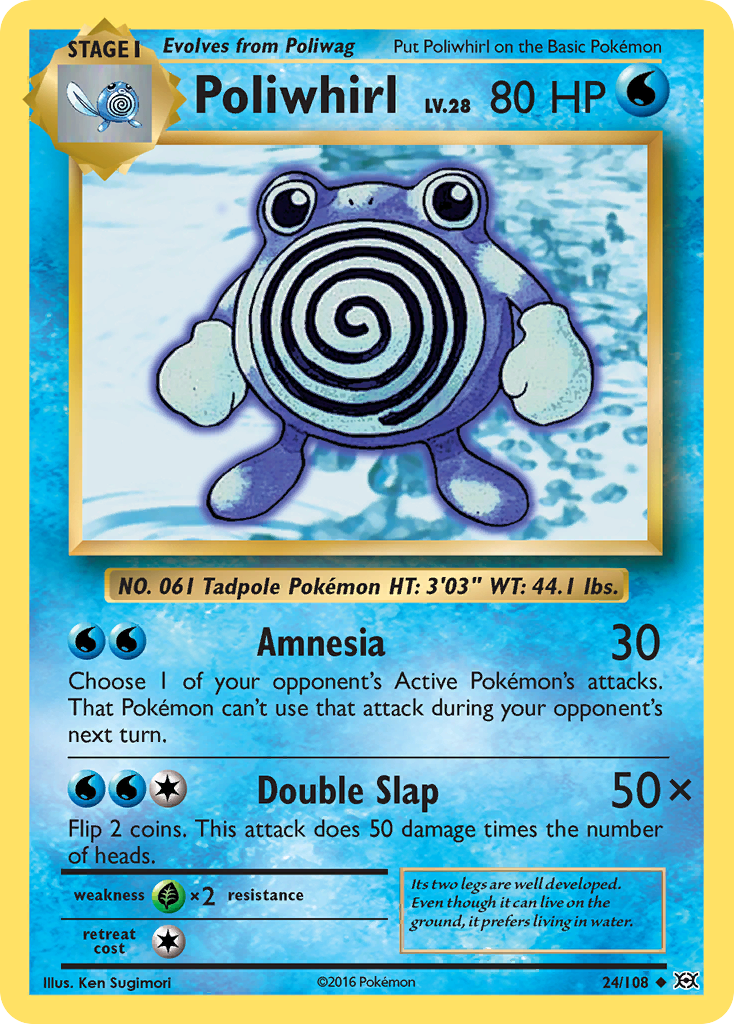 STAGE 1 Evolves from Poliwag Put Poliwhirl on the Basic Pokémon
Poliwhirl LV.28 80 HP
NO. 061 Tadpole Pokémon HT: 3'03" WT: 44.1 lbs.
Amnesia 30
Choose 1 of your opponent's Active Pokémon's attacks.
That Pokémon can't use that attack during your opponent's
next turn.
Double Slap 50×
Flip 2 coins. This attack does 50 damage times the number
of heads.
weakness ×2 resistance
retreat
cost
Its two legs are well developed.
Even though it can live on the
ground, it prefers living in water.
Illus. Ken Sugimori ©2016 Pokémon 24/108